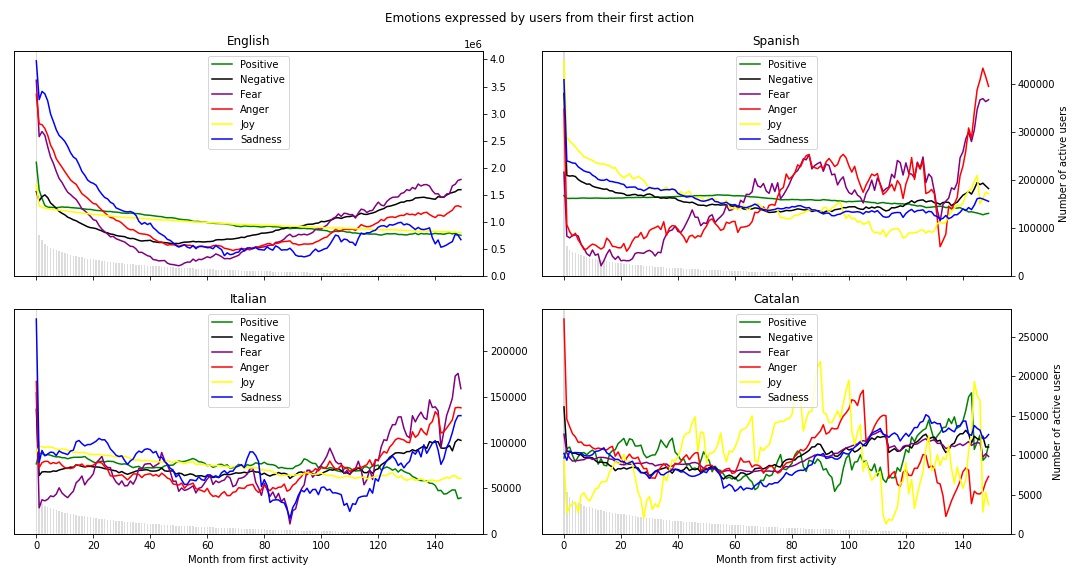 Emotions expressed by users from their first action
English
1e6
Positive
Negative
Fear
Anger
Joy
Sadness
4.0
3.5
3.0
2.5
2.0
1.5
1.0
0.5
0.0
Spanish
Positive
Negative
Fear
Anger
Joy
Sadness
400000
300000
200000
100000
0
Number of active users
Italian
Positive
Negative
Fear
Anger
Joy
Sadness
200000
150000
100000
50000
0
0 20 40 60 80 100 120 140
Month from first activity
Catalan
Positive
Negative
Fear
Anger
Joy
Sadness
25000
20000
15000
10000
5000
0
Number of active users
0 20 40 60 80 100 120 140
Month from first activity